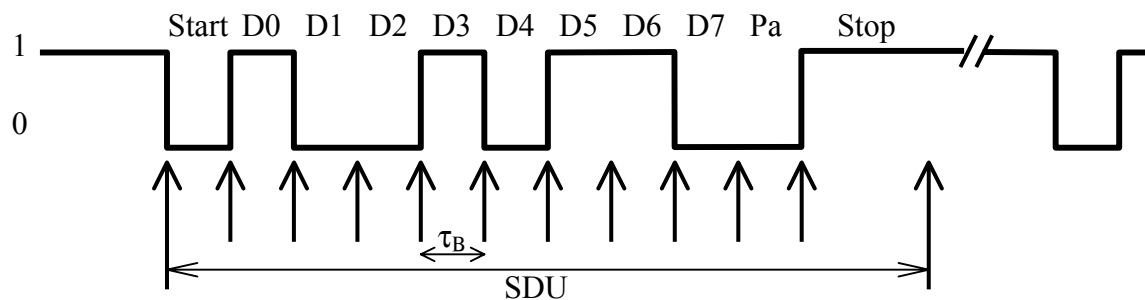 Start D0 D1 D2 D3 D4 D5 D6 D7 Pa Stop
1
0
τB
SDU